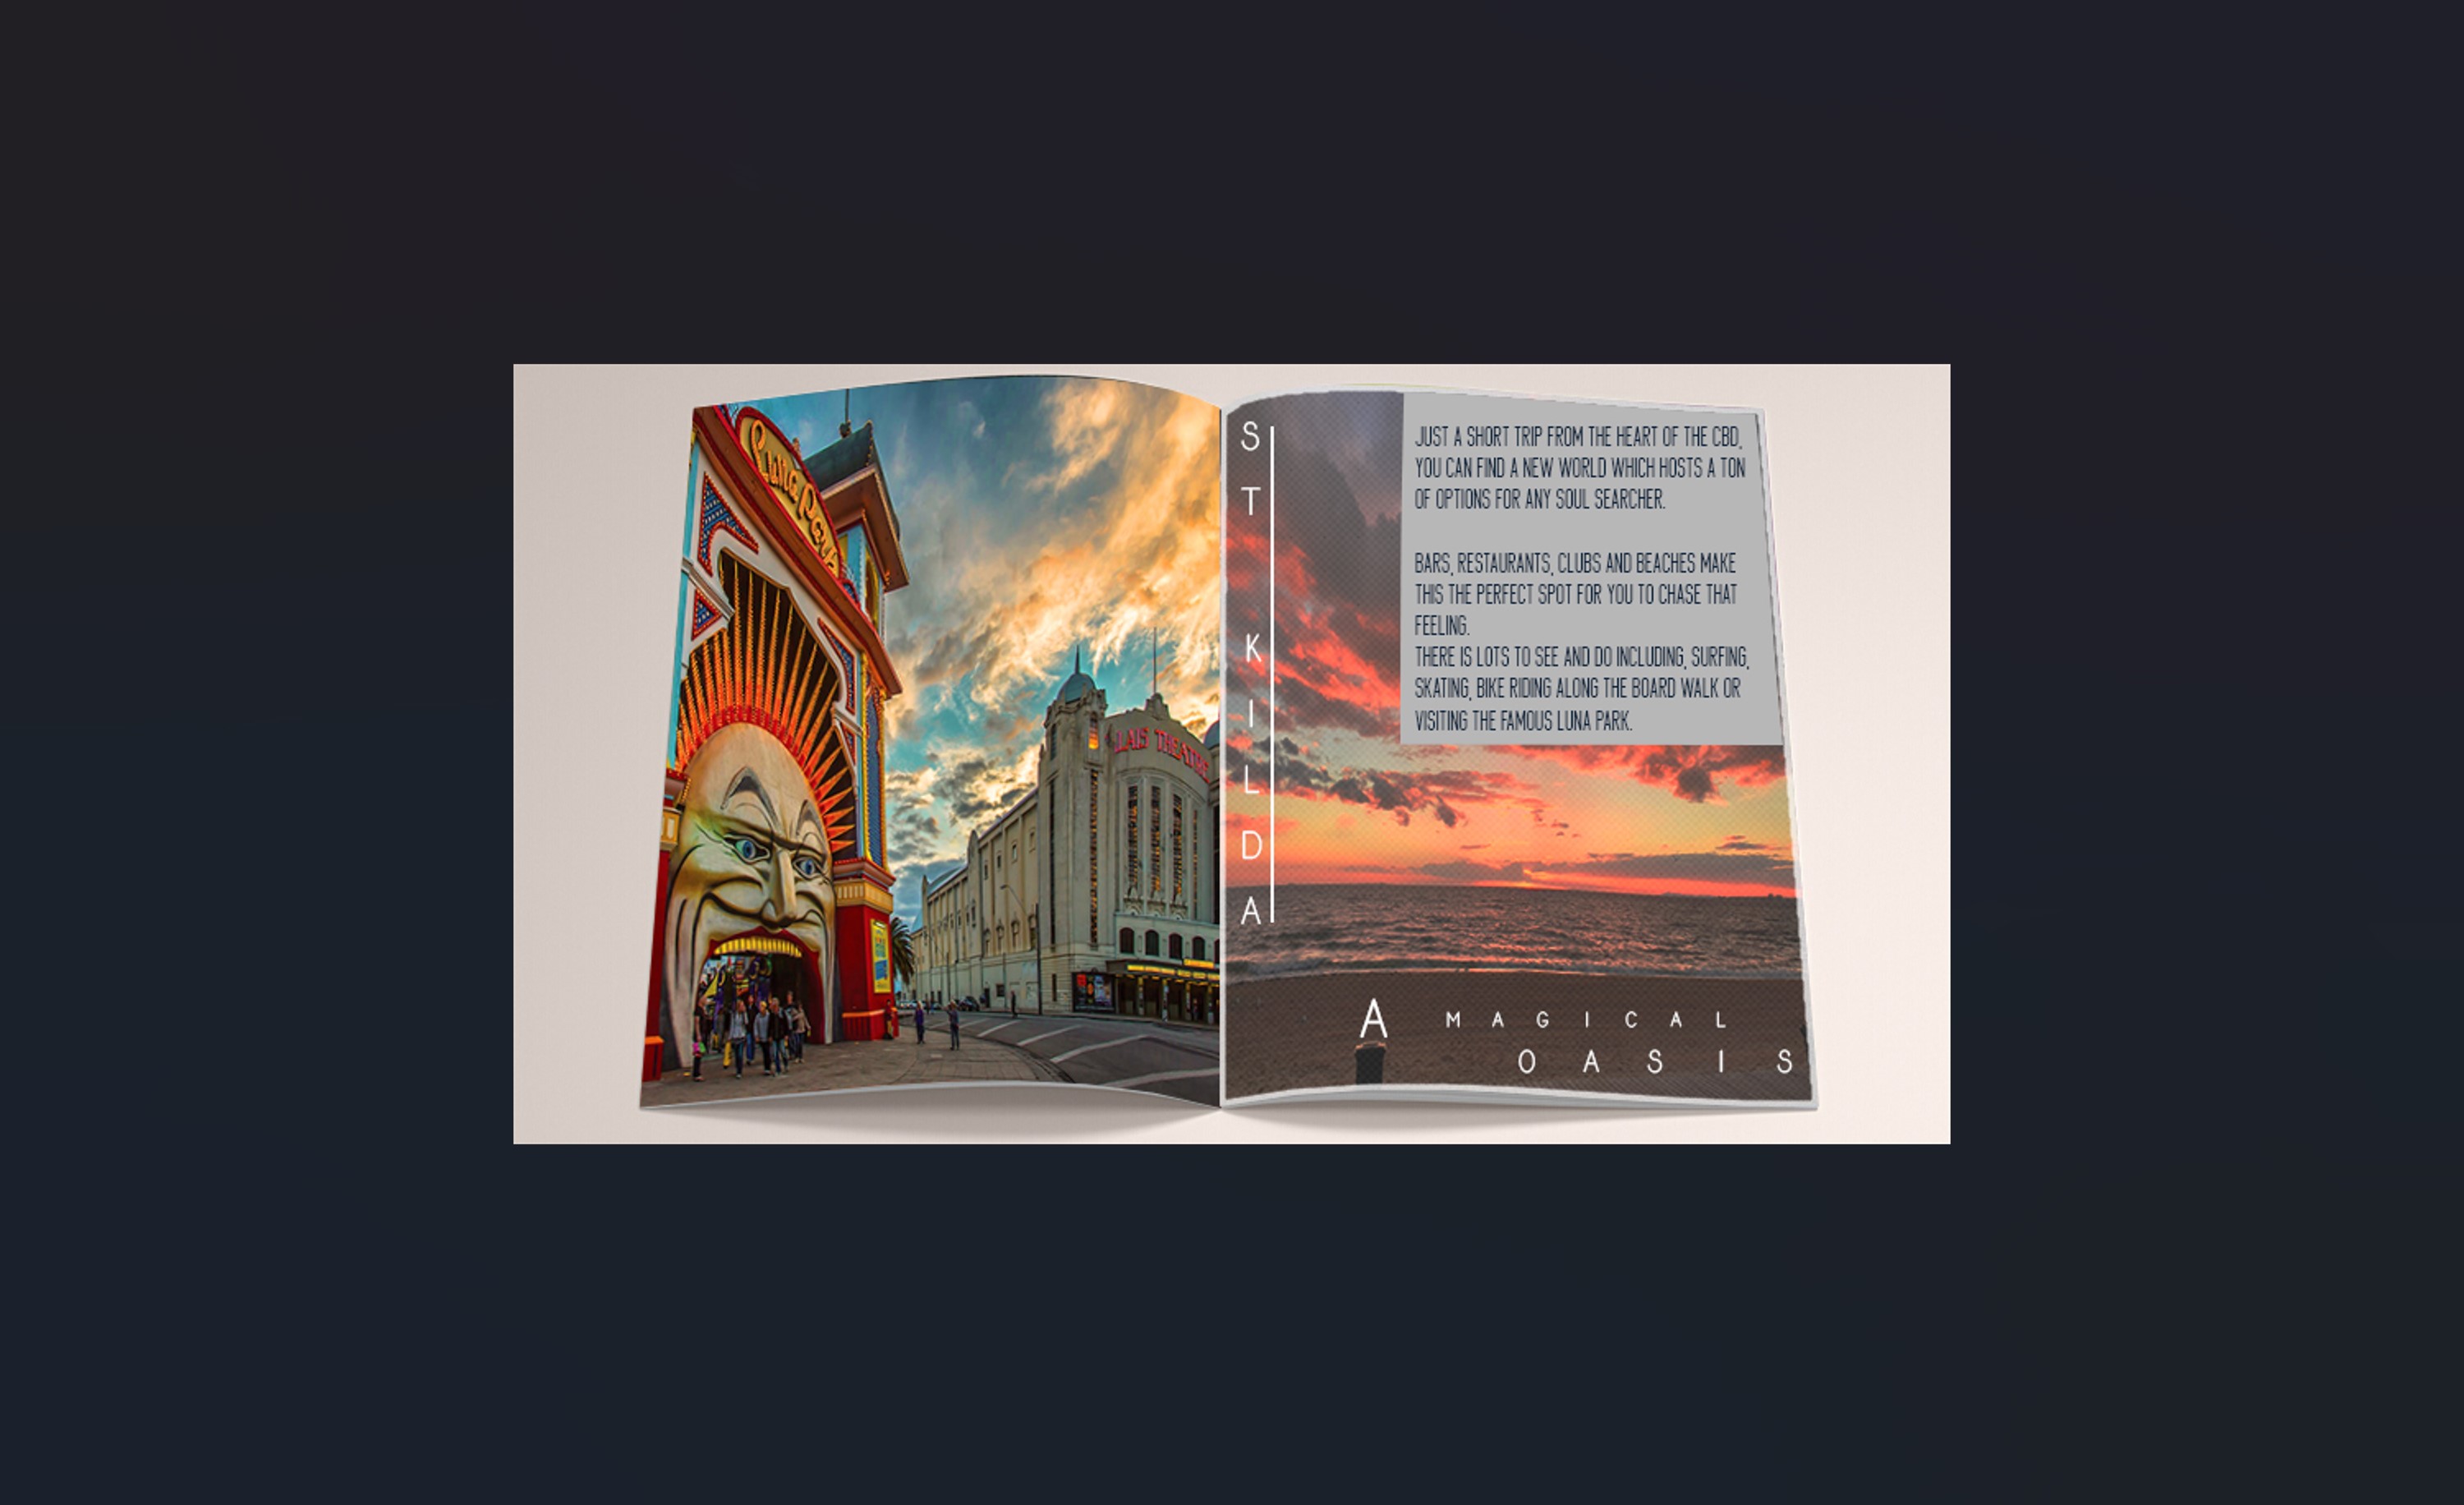 Luna Park
LAIS THEATRE
ST KILDA
JUST A SHORT TRIP FROM THE HEART OF THE CBD,
YOU CAN FIND A NEW WORLD WHICH HOSTS A TON
OF OPTIONS FOR ANY SOUL SEARCHER.
BARS, RESTAURANTS, CLUBS AND BEACHES MAKE
THIS THE PERFECT SPOT FOR YOU TO CHASE THAT
FEELING.
THERE IS LOTS TO SEE AND DO INCLUDING, SURFING,
SKATING, BIKE RIDING ALONG THE BOARD WALK OR
VISITING THE FAMOUS LUNA PARK.
A MAGICAL
OASIS